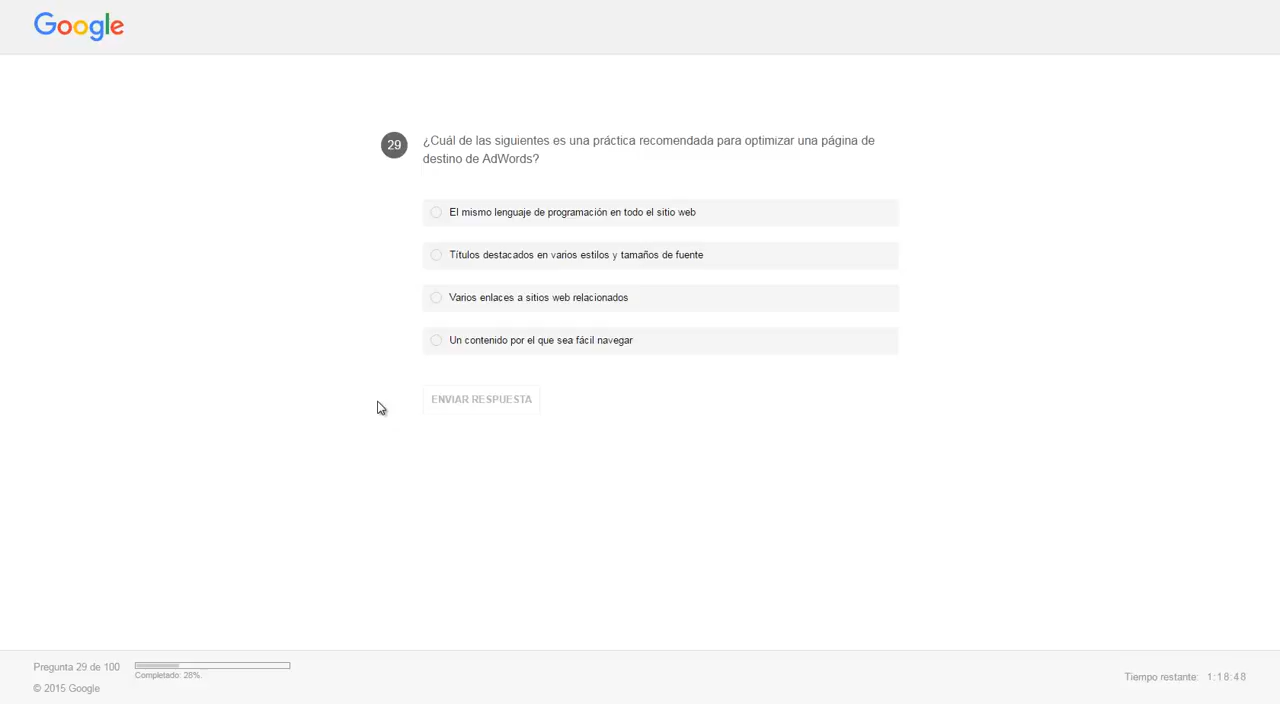 Google
29
¿Cuál de las siguientes es una práctica recomendada para optimizar una página de
destino de AdWords?
El mismo lenguaje de programación en todo el sitio web
Títulos destacados en varios estilos y tamaños de fuente
Varios enlaces a sitios web relacionados
Un contenido por el que sea fácil navegar
ENVIAR RESPUESTA
Pregunta 29 de 100
Completado: 28%.
© 2015 Google
Tiempo restante: 1:18:48